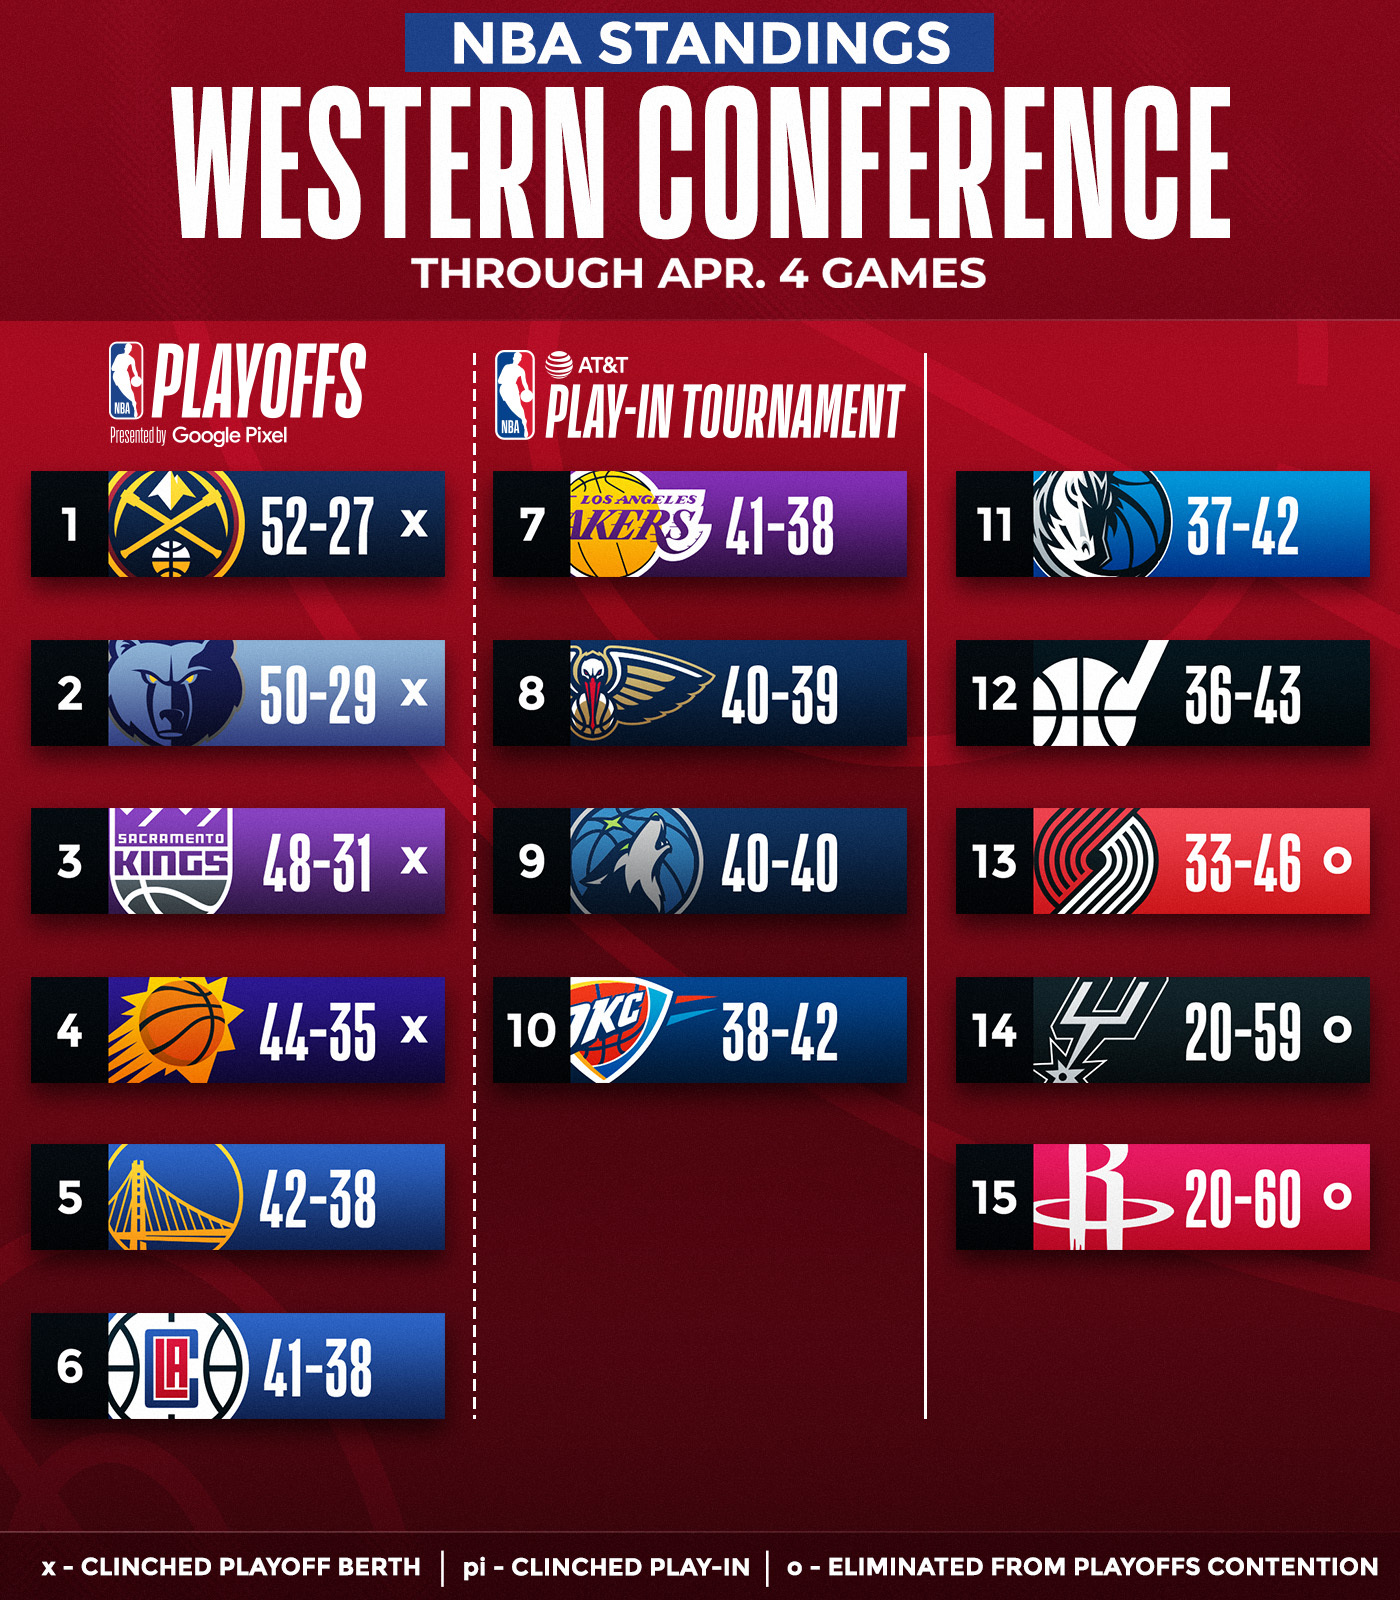 NBA STANDINGS
WESTERN CONFERENCE
THROUGH APR. 4 GAMES
NBA
PLAYOFFS
Presented by Google Pixel
1 52-27 x
2 50-29 x
3 SACRAMENTO KINGS 48-31 x
4 44-35 x
5 42-38
6 LA 41-38
NBA
AT&T
PLAY-IN TOURNAMENT
7 LOS ANGELES AKERS 41-38
8 40-39
9 40-40
10 OKC 38-42
11 37-42
12 36-43
13 33-46 o
14 20-59 o
15 R 20-60 o
x - CLINCHED PLAYOFF BERTH | pi - CLINCHED PLAY-IN | o - ELIMINATED FROM PLAYOFFS CONTENTION